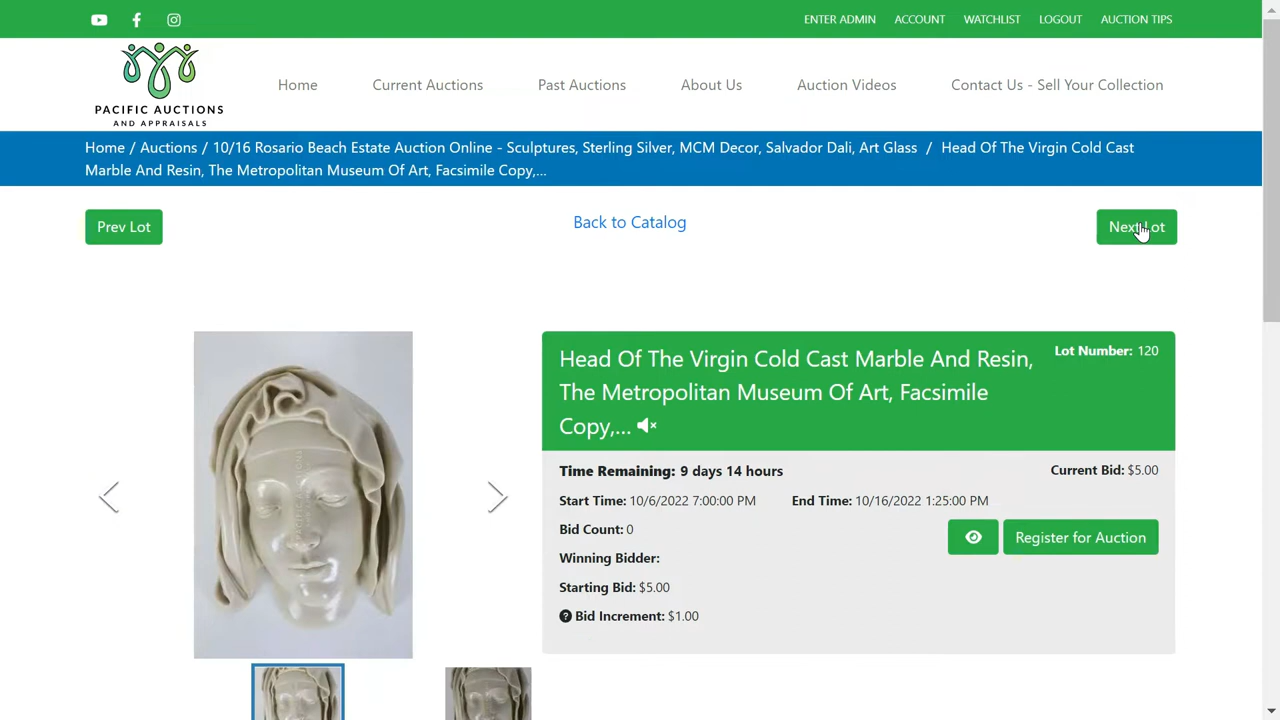 ENTER ADMIN ACCOUNT WATCHLIST LOGOUT AUCTION TIPS
PACIFIC AUCTIONS
AND APPRAISALS
Home Current Auctions Past Auctions About Us Auction Videos Contact Us - Sell Your Collection
Home / Auctions / 10/16 Rosario Beach Estate Auction Online - Sculptures, Sterling Silver, MCM Decor, Salvador Dali, Art Glass / Head Of The Virgin Cold Cast
Marble And Resin, The Metropolitan Museum Of Art, Facsimile Copy,...
Prev Lot Back to Catalog Next Lot
Head Of The Virgin Cold Cast Marble And Resin,
The Metropolitan Museum Of Art, Facsimile
Copy,...
Lot Number: 120
Time Remaining: 9 days 14 hours Current Bid: $5.00
Start Time: 10/6/2022 7:00:00 PM End Time: 10/16/2022 1:25:00 PM
Bid Count: 0
Register for Auction
Winning Bidder:
Starting Bid: $5.00
Bid Increment: $1.00